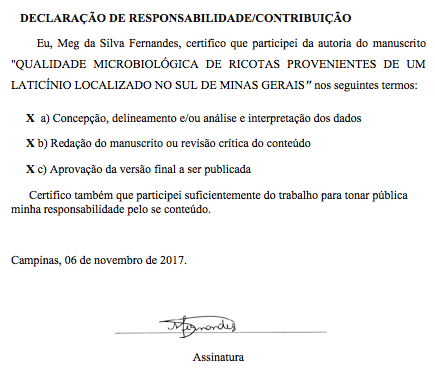 DECLARAÇÃO DE RESPONSABILIDADE/CONTRIBUIÇÃO
Eu, Meg da Silva Fernandes, certifico que participei da autoria do manuscrito
"QUALIDADE MICROBIOLÓGICA DE RICOTAS PROVENIENTES DE UM
LATICÍNIO LOCALIZADO NO SUL DE MINAS GERAIS" nos seguintes termos:
X a) Concepção, delineamento e/ou análise e interpretação dos dados
X b) Redação do manuscrito ou revisão crítica do conteúdo
X c) Aprovação da versão final a ser publicada
Certifico também que participei suficientemente do trabalho para tonar pública
minha responsabilidade pelo se conteúdo.
Campinas, 06 de novembro de 2017.
Assinatura